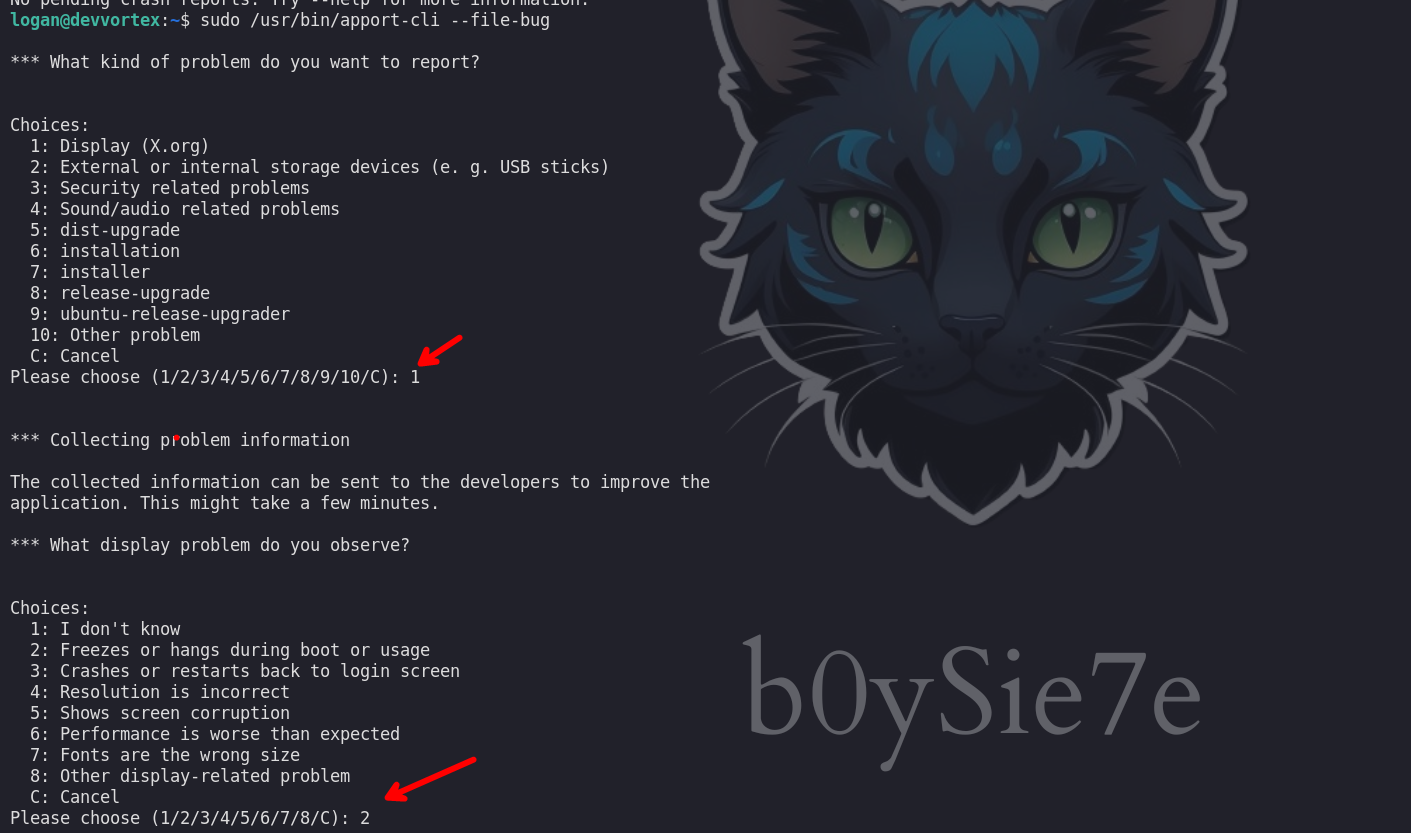 No pending crash reports. Try --help for more information.
logan@devvortex:~$ sudo /usr/bin/apport-cli --file-bug
*** What kind of problem do you want to report?
Choices:
1: Display (X.org)
2: External or internal storage devices (e. g. USB sticks)
3: Security related problems
4: Sound/audio related problems
5: dist-upgrade
6: installation
7: installer
8: release-upgrade
9: ubuntu-release-upgrader
10: Other problem
C: Cancel
Please choose (1/2/3/4/5/6/7/8/9/10/C): 1
*** Collecting problem information
The collected information can be sent to the developers to improve the
application. This might take a few minutes.
*** What display problem do you observe?
Choices:
1: I don't know
2: Freezes or hangs during boot or usage
3: Crashes or restarts back to login screen
4: Resolution is incorrect
5: Shows screen corruption
6: Performance is worse than expected
7: Fonts are the wrong size
8: Other display-related problem
C: Cancel
Please choose (1/2/3/4/5/6/7/8/C): 2
b0ySie7e